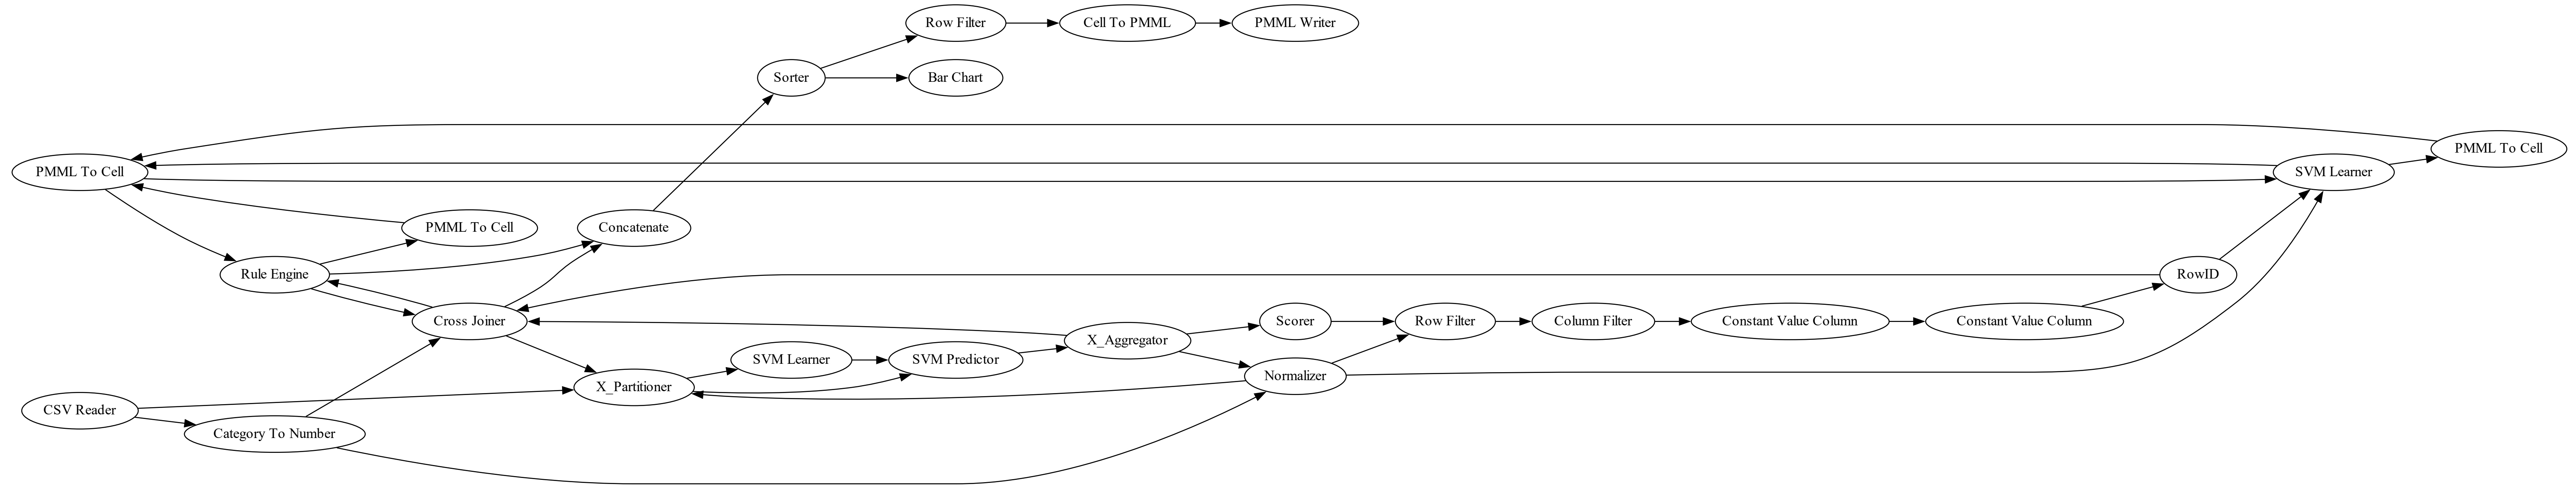 Row Filter
Cell To PMML
PMML Writer
Sorter
Bar Chart
PMML To Cell
PMML To Cell
SVM Learner
PMML To Cell
Concatenate
Rule Engine
RowID
Cross Joiner
Scorer
Row Filter
Column Filter
Constant Value Column
Constant Value Column
X_Aggregator
SVM Learner
SVM Predictor
Normalizer
X_Partitioner
CSV Reader
Category To Number